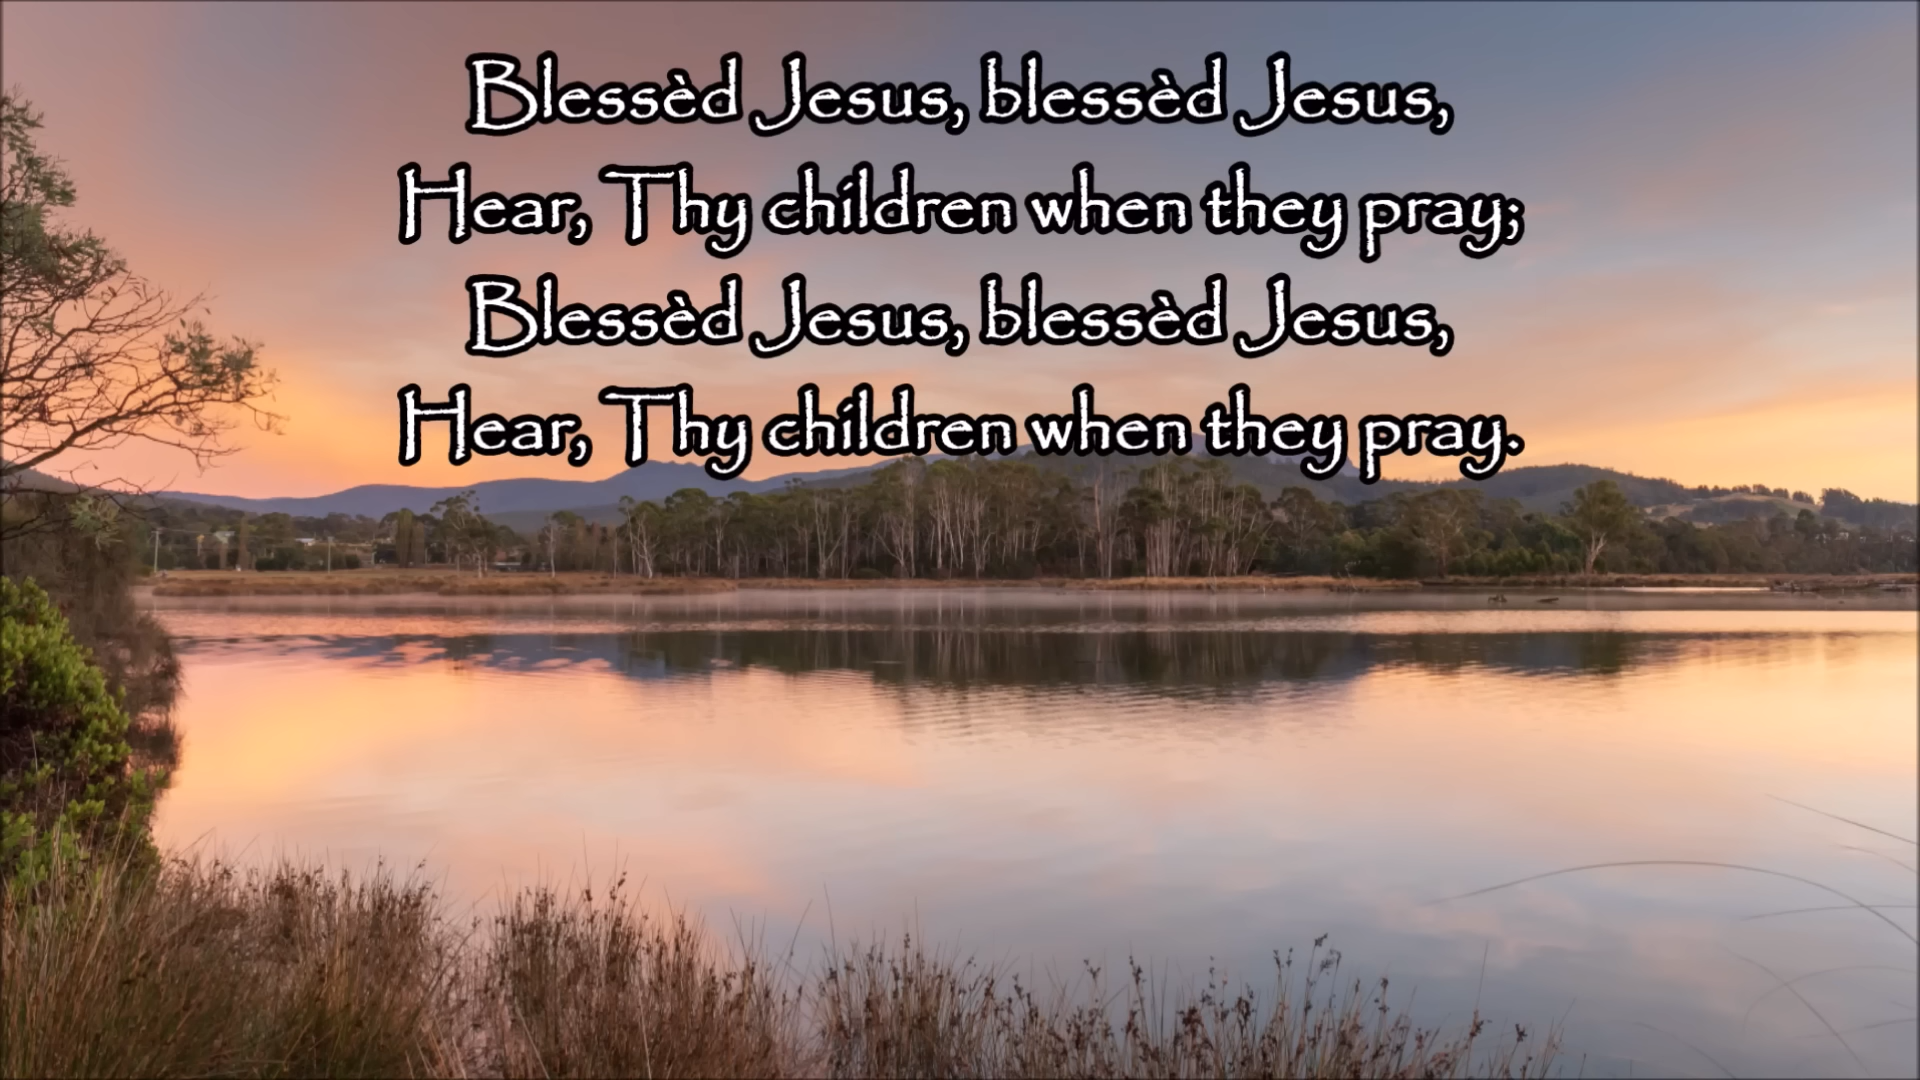 Blessèd Jesus, blessèd Jesus,
Hear, Thy children when they pray;
Blessèd Jesus, blessèd Jesus,
Hear, Thy children when they pray.